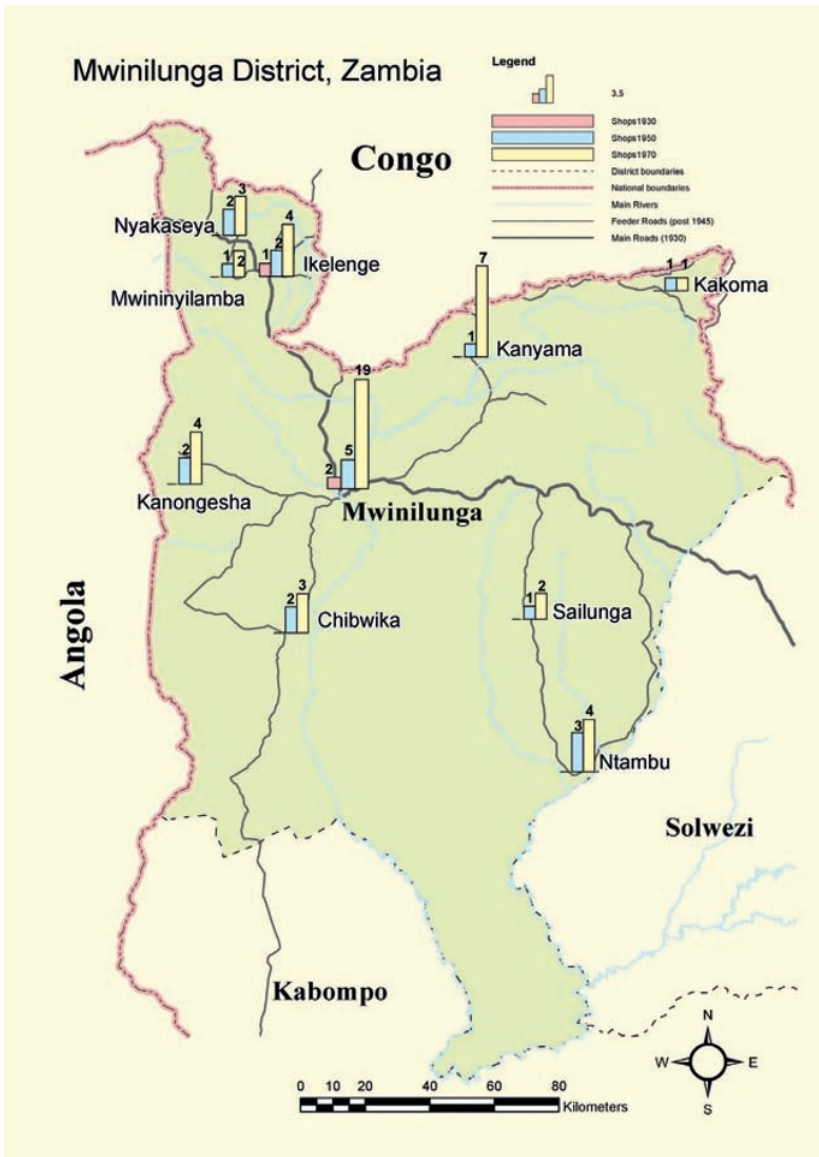 Mwinilunga District, Zambia
Legend
3,5
Shops1930
Shops1950
Shops1970
District boundaries
National boundaries
Main Rivers
Feeder Roads (post 1945)
Main Roads (1930)
Congo
2 3
Nyakaseya
1 2 4
Ikelenge
1 2
Mwininyilamba
1 7
Kanyama
1 1
Kakoma
2 4
Kanongesha
2 5 19
Mwinilunga
Angola
2 3
Chibwika
1 2
Sailunga
3 4
Ntambu
Solwezi
Kabompo
N
W E
S
0 10 20 40 60 80
Kilometers